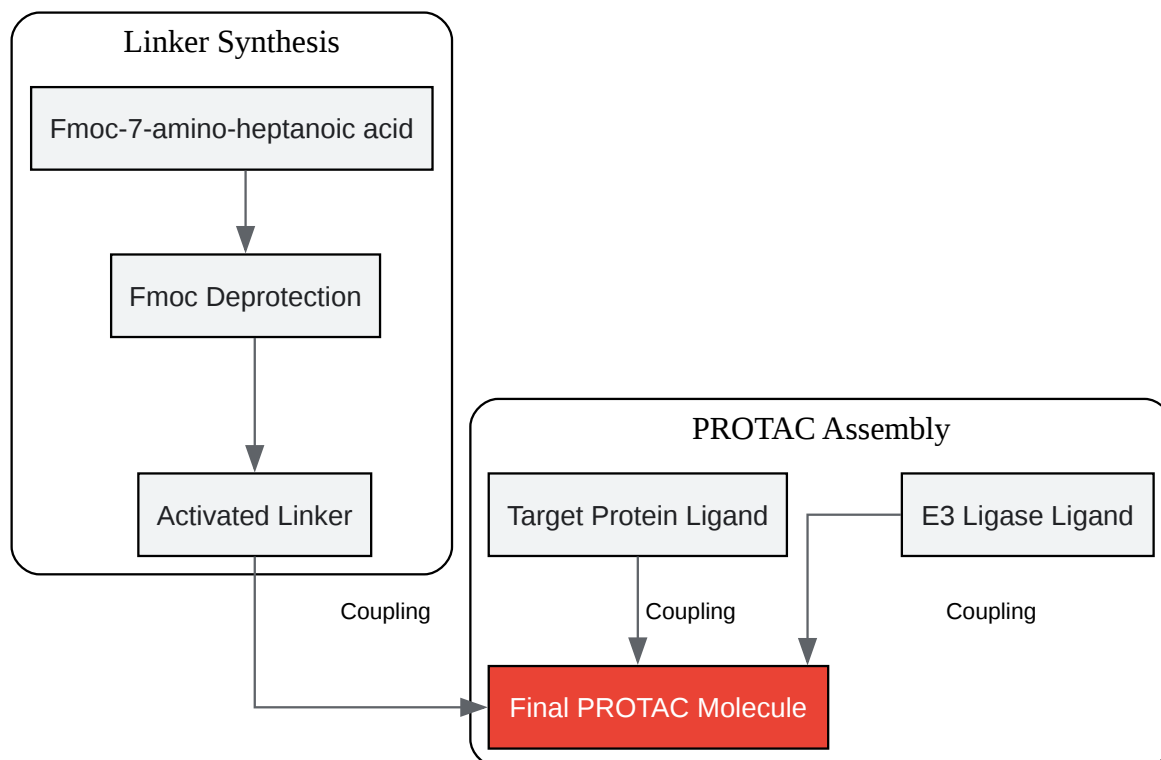 Linker Synthesis
Fmoc-7-amino-heptanoic acid
Fmoc Deprotection
Activated Linker
PROTAC Assembly
Target Protein Ligand
E3 Ligase Ligand
Coupling
Coupling
Coupling
Final PROTAC Molecule